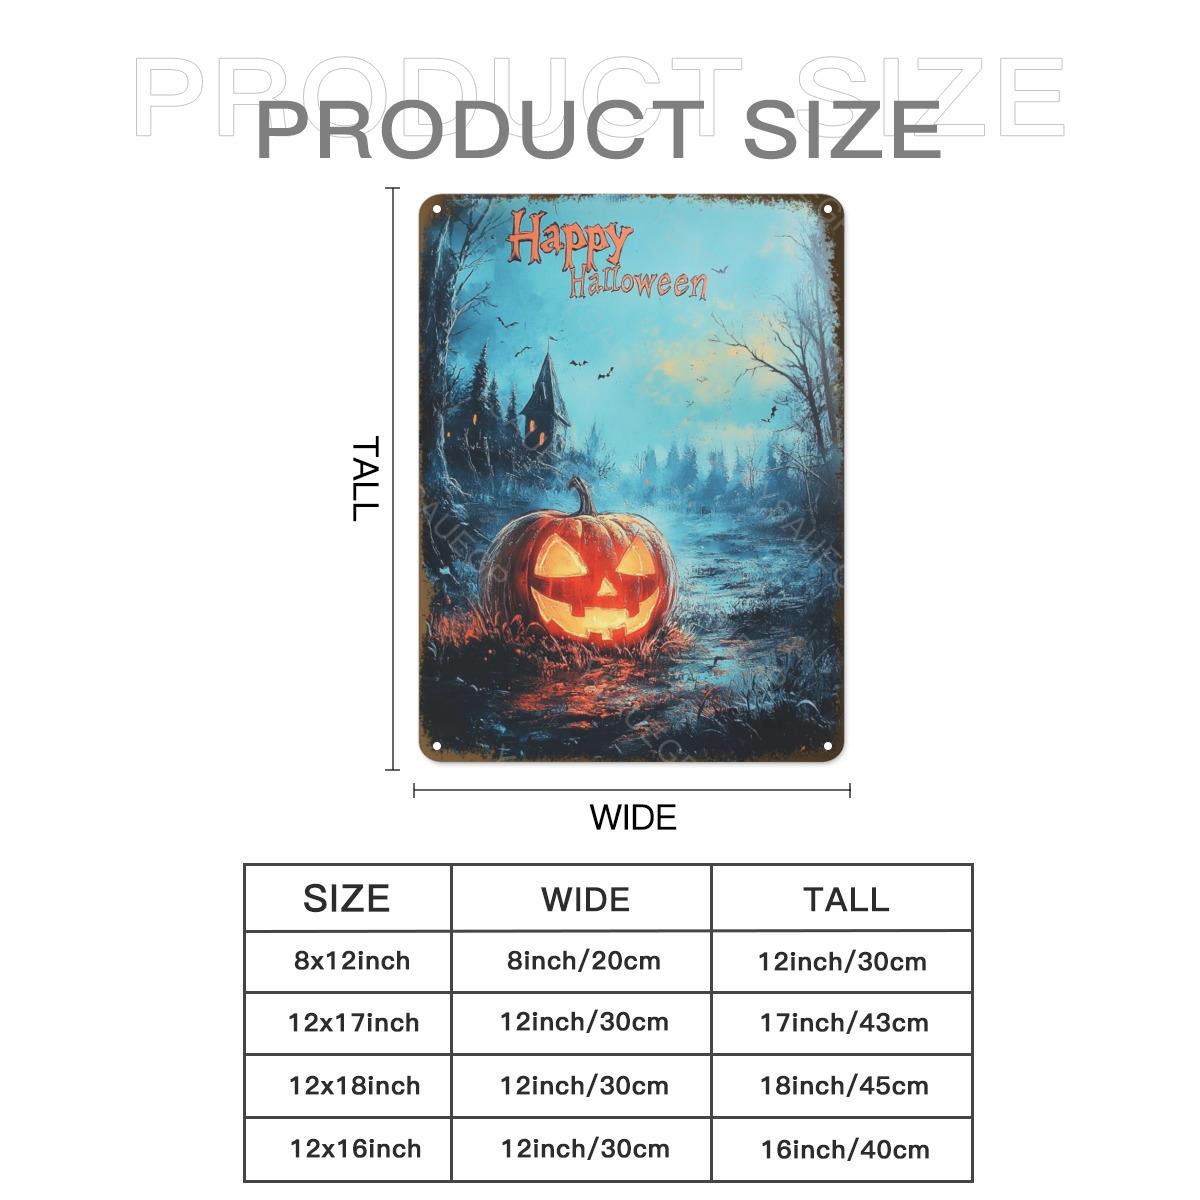 PRODUCT SIZE
PRODUCT SIZE
Happy
Halloween
TALL
WIDE
SIZE WIDE TALL
8x12inch 8inch/20cm 12inch/30cm
12x17inch 12inch/30cm 17inch/43cm
12x18inch 12inch/30cm 18inch/45cm
12x16inch 12inch/30cm 16inch/40cm